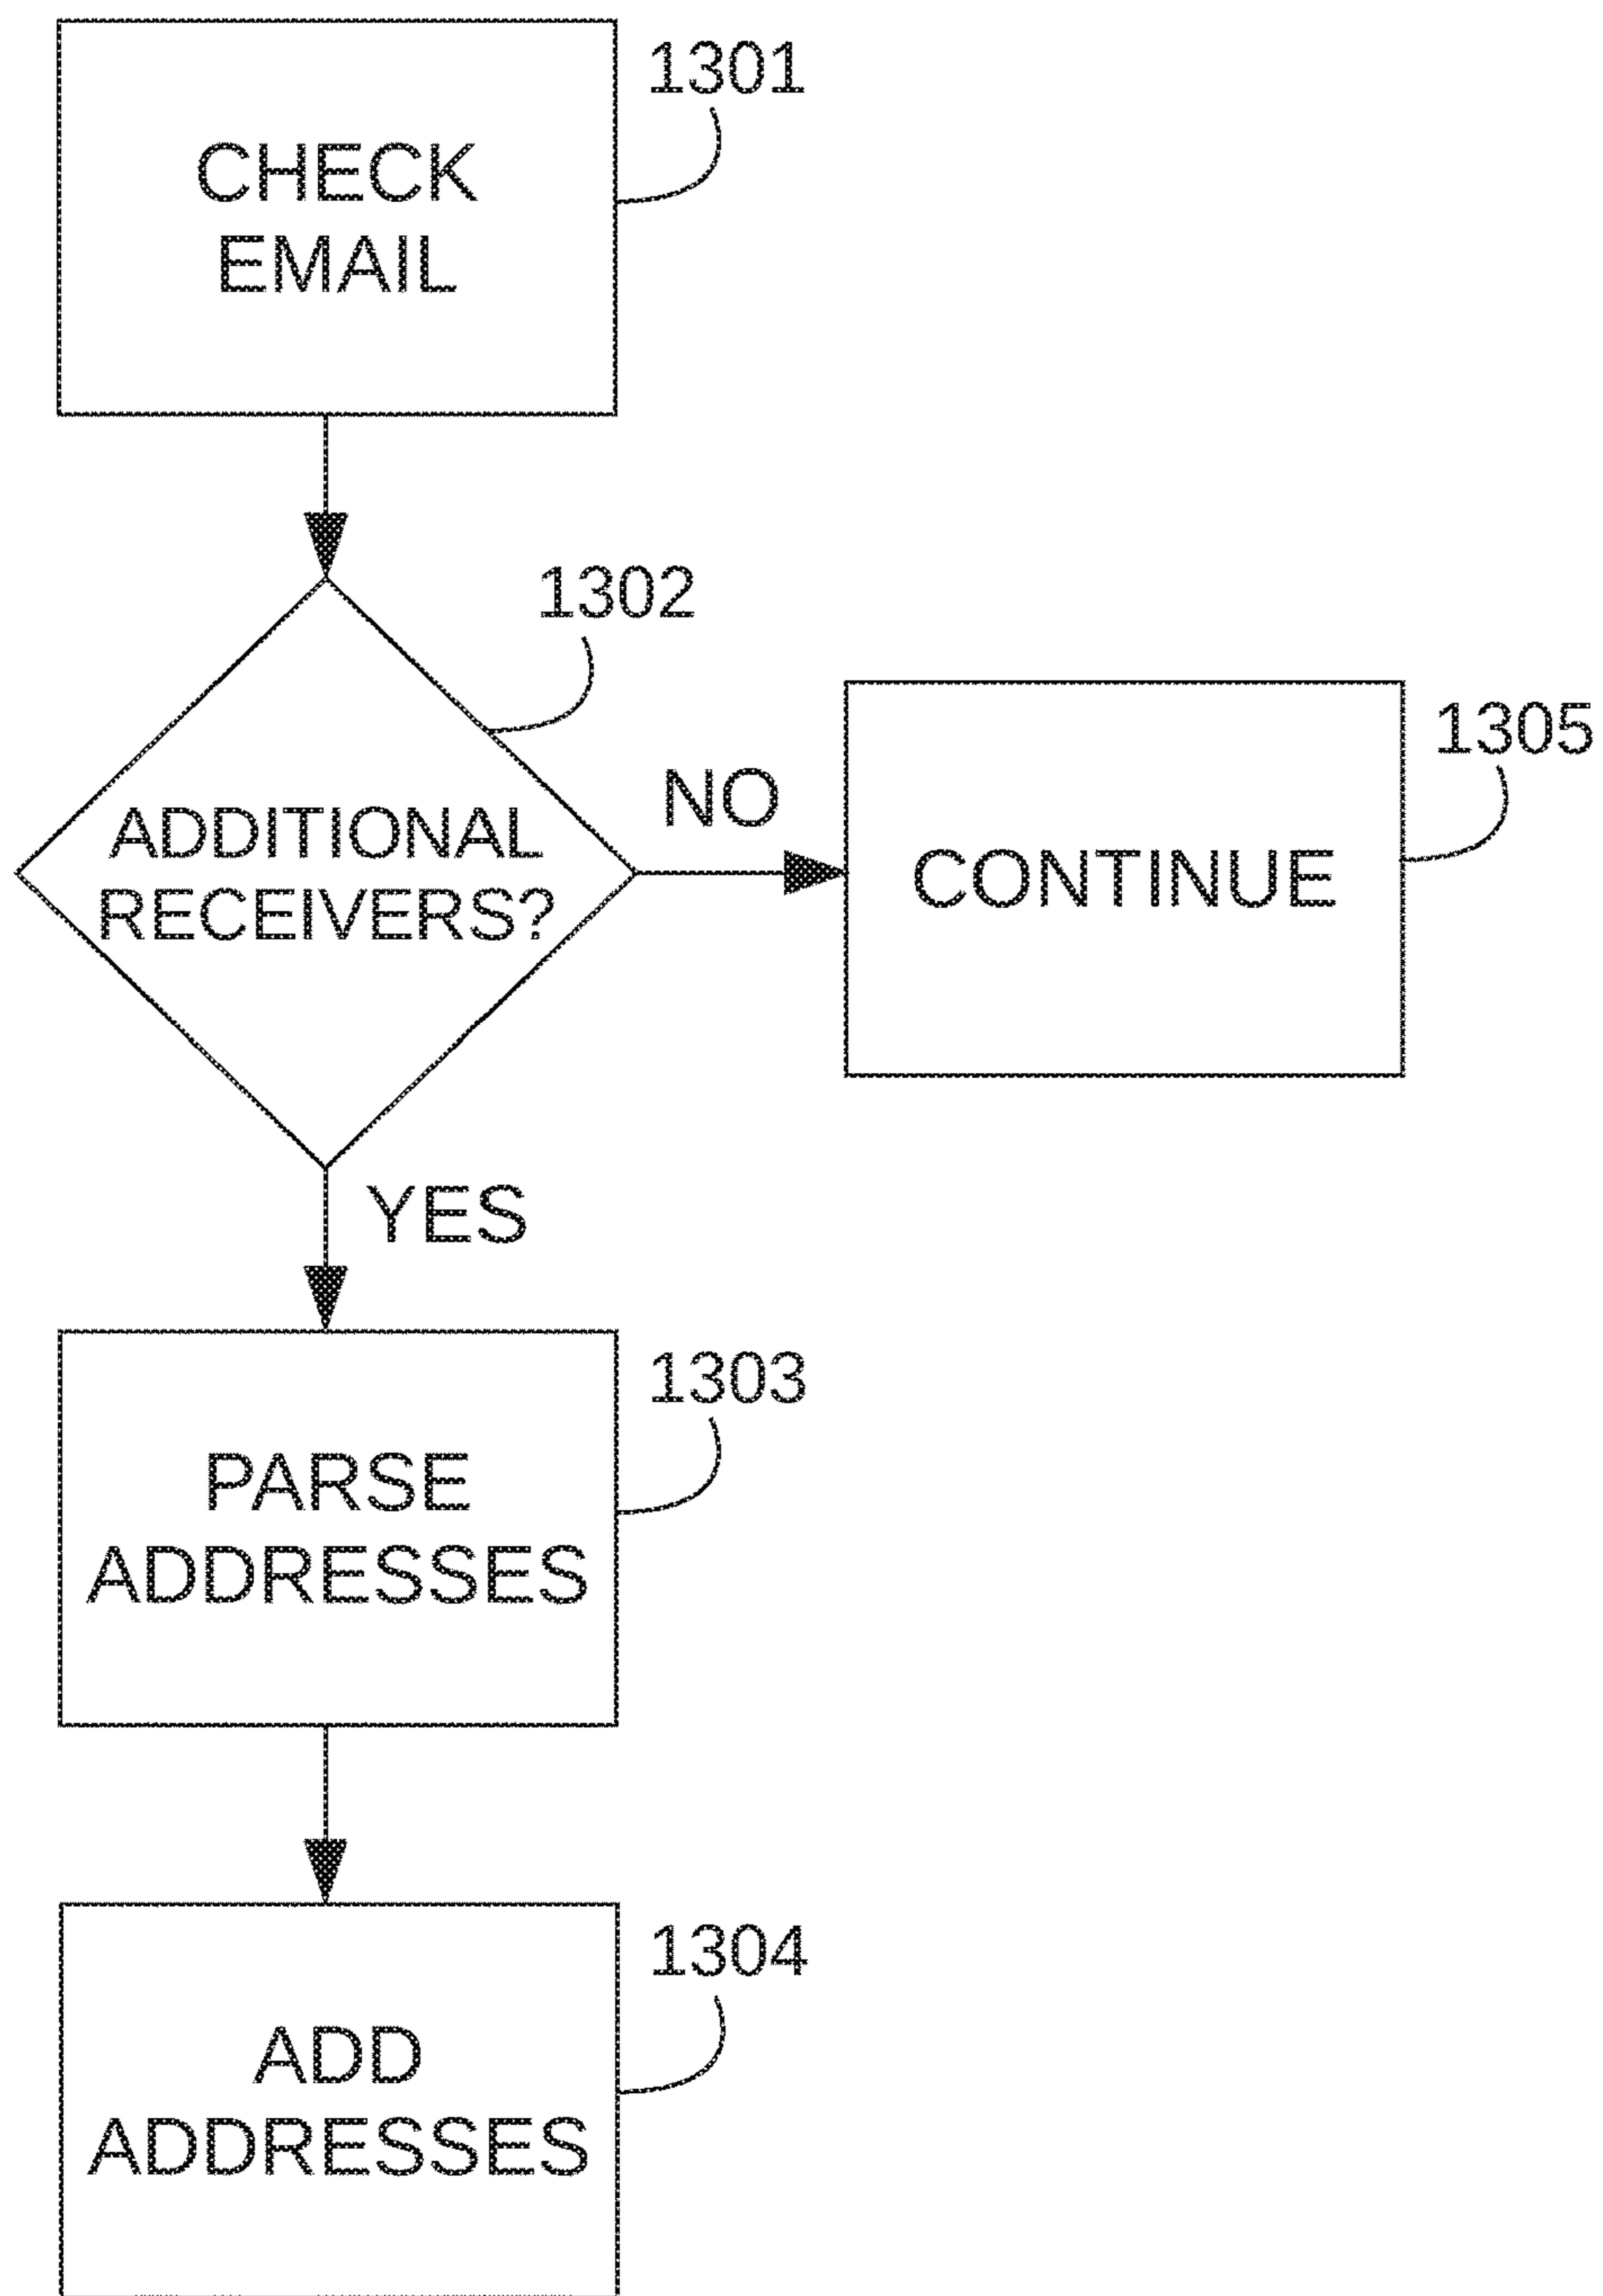 1301
CHECK
EMAIL
1302
ADDITIONAL
RECEIVERS?
NO
1305
CONTINUE
YES
1303
PARSE
ADDRESSES
1304
ADD
ADDRESSES